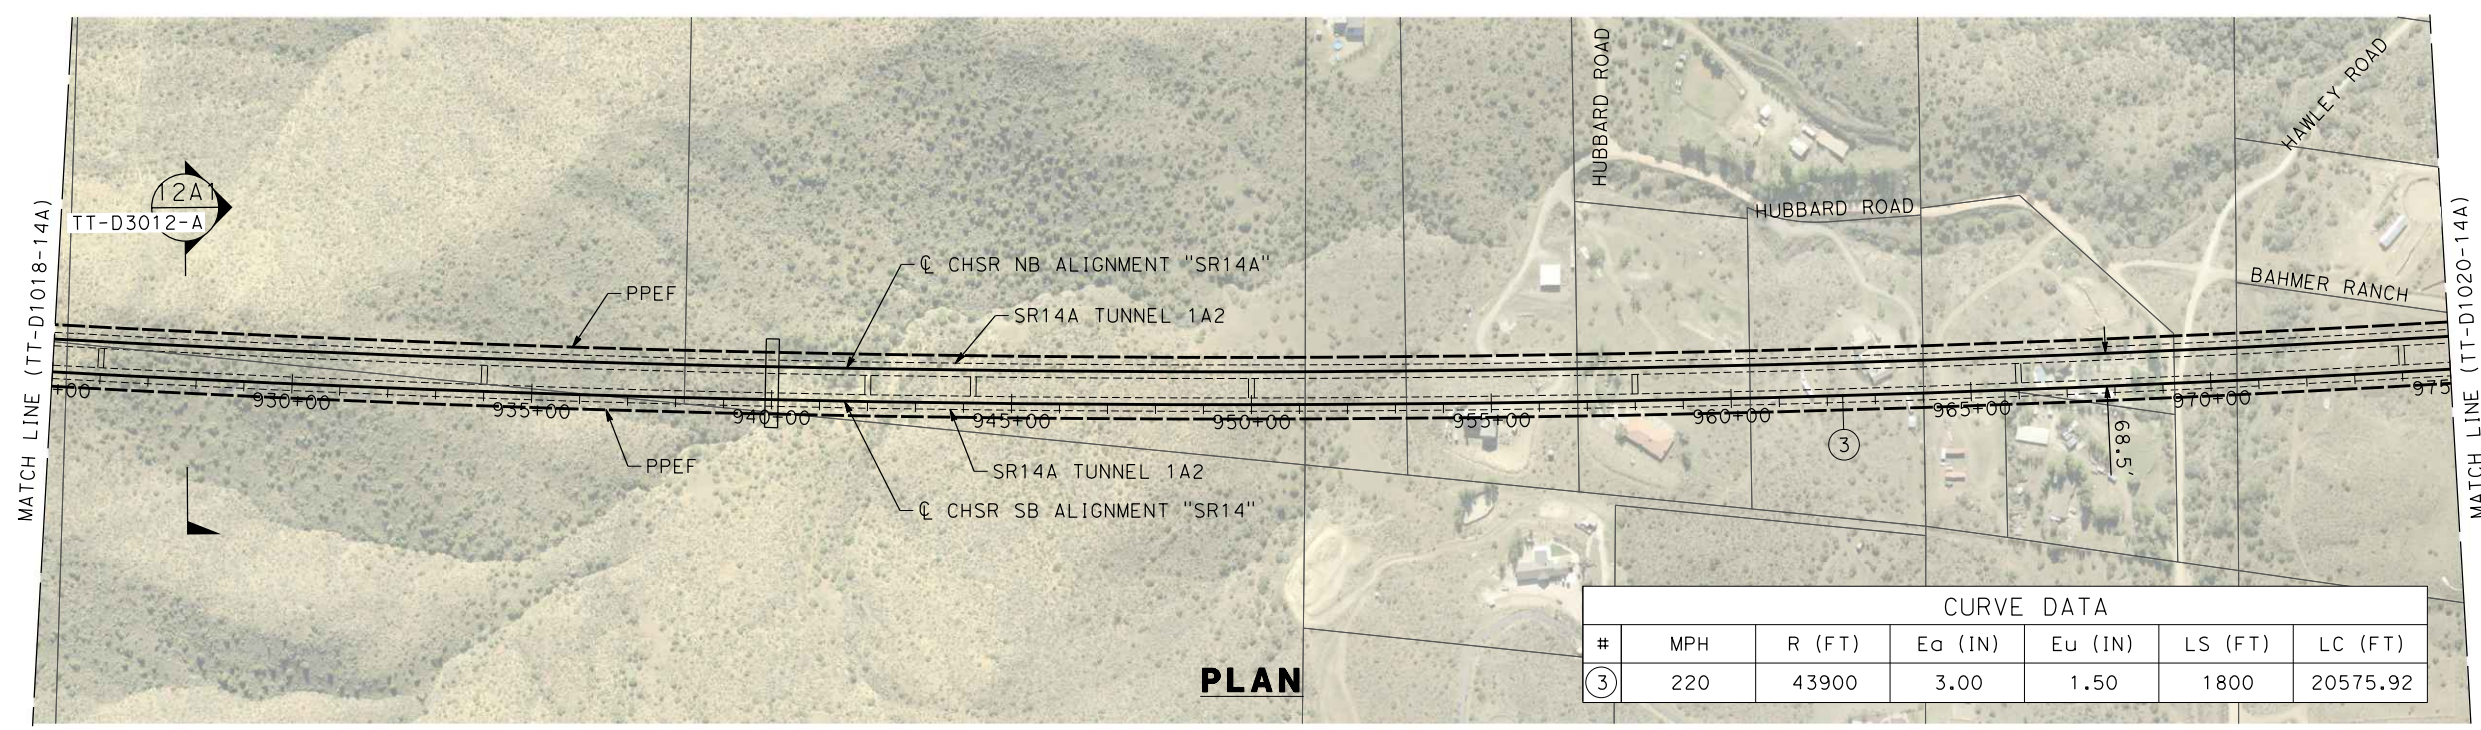 MATCH LINE (TT-D1018-14A)
12A1
TT-D3012-A
PPEF
℄ CHSR NB ALIGNMENT "SR14A"
SR14A TUNNEL 1A2
HUBBARD ROAD
HUBBARD ROAD
HAWLEY ROAD
BAHMER RANCH
MATCH LINE (TT-D1020-14A)
+00
930+00
935+00
940+00
945+00
950+00
955+00
960+00
965+00
970+00
975
3
68.5'
PPEF
SR14A TUNNEL 1A2
℄ CHSR SB ALIGNMENT "SR14"
PLAN
CURVE DATA
# MPH R (FT) Ea (IN) Eu (IN) LS (FT) LC (FT)
3 220 43900 3.00 1.50 1800 20575.92